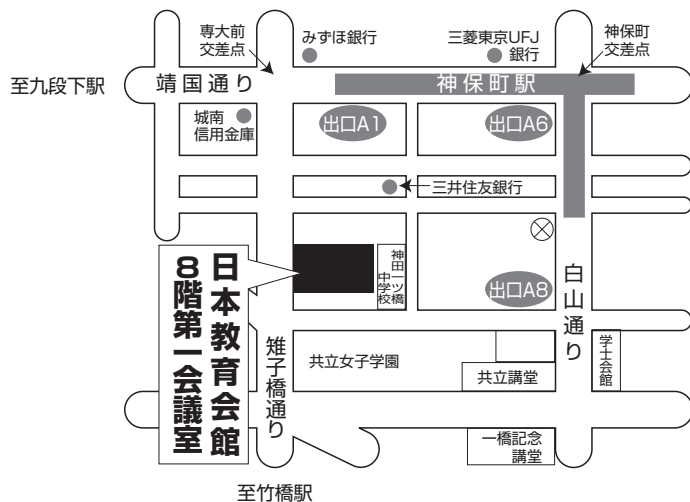 専大前
交差点
みずほ銀行
三菱東京UFJ
銀行
神保町
交差点
至九段下駅
靖国通り
神保町駅
城南
信用金庫
出口A1
出口A6
三井住友銀行
日本教育会館
8階第一会議室
神田一ツ橋
中学校
出口A8
白山通り
雉子橋通り
共立女子学園
共立講堂
学士会館
一橋記念
講堂
至竹橋駅